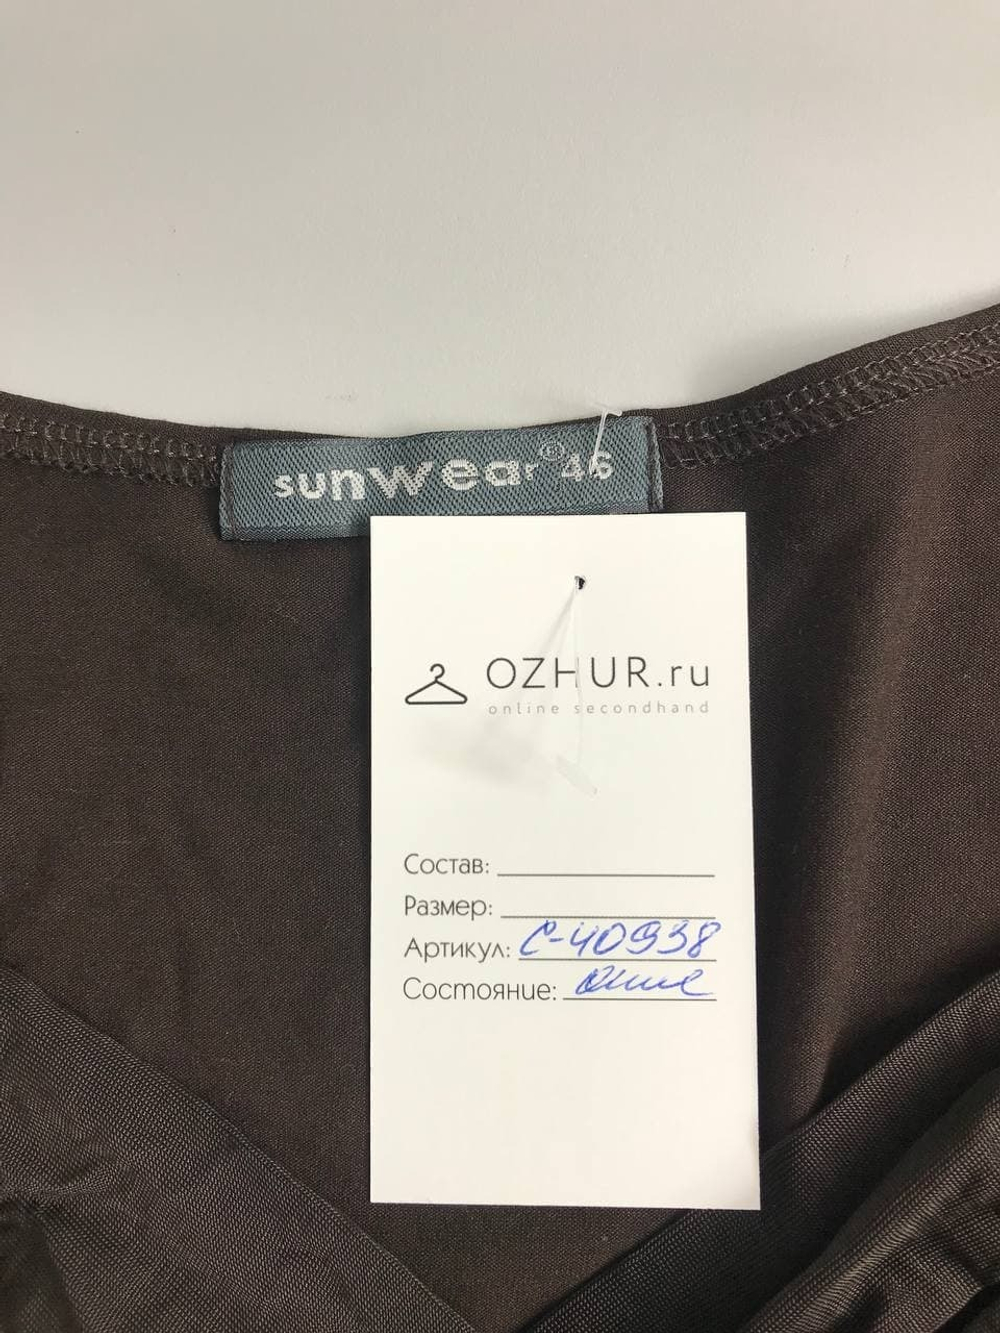 sunwear® 46
OZHUR.ru
online secondhand
Состав:
Размер:
Артикул: С-40938
Состояние: